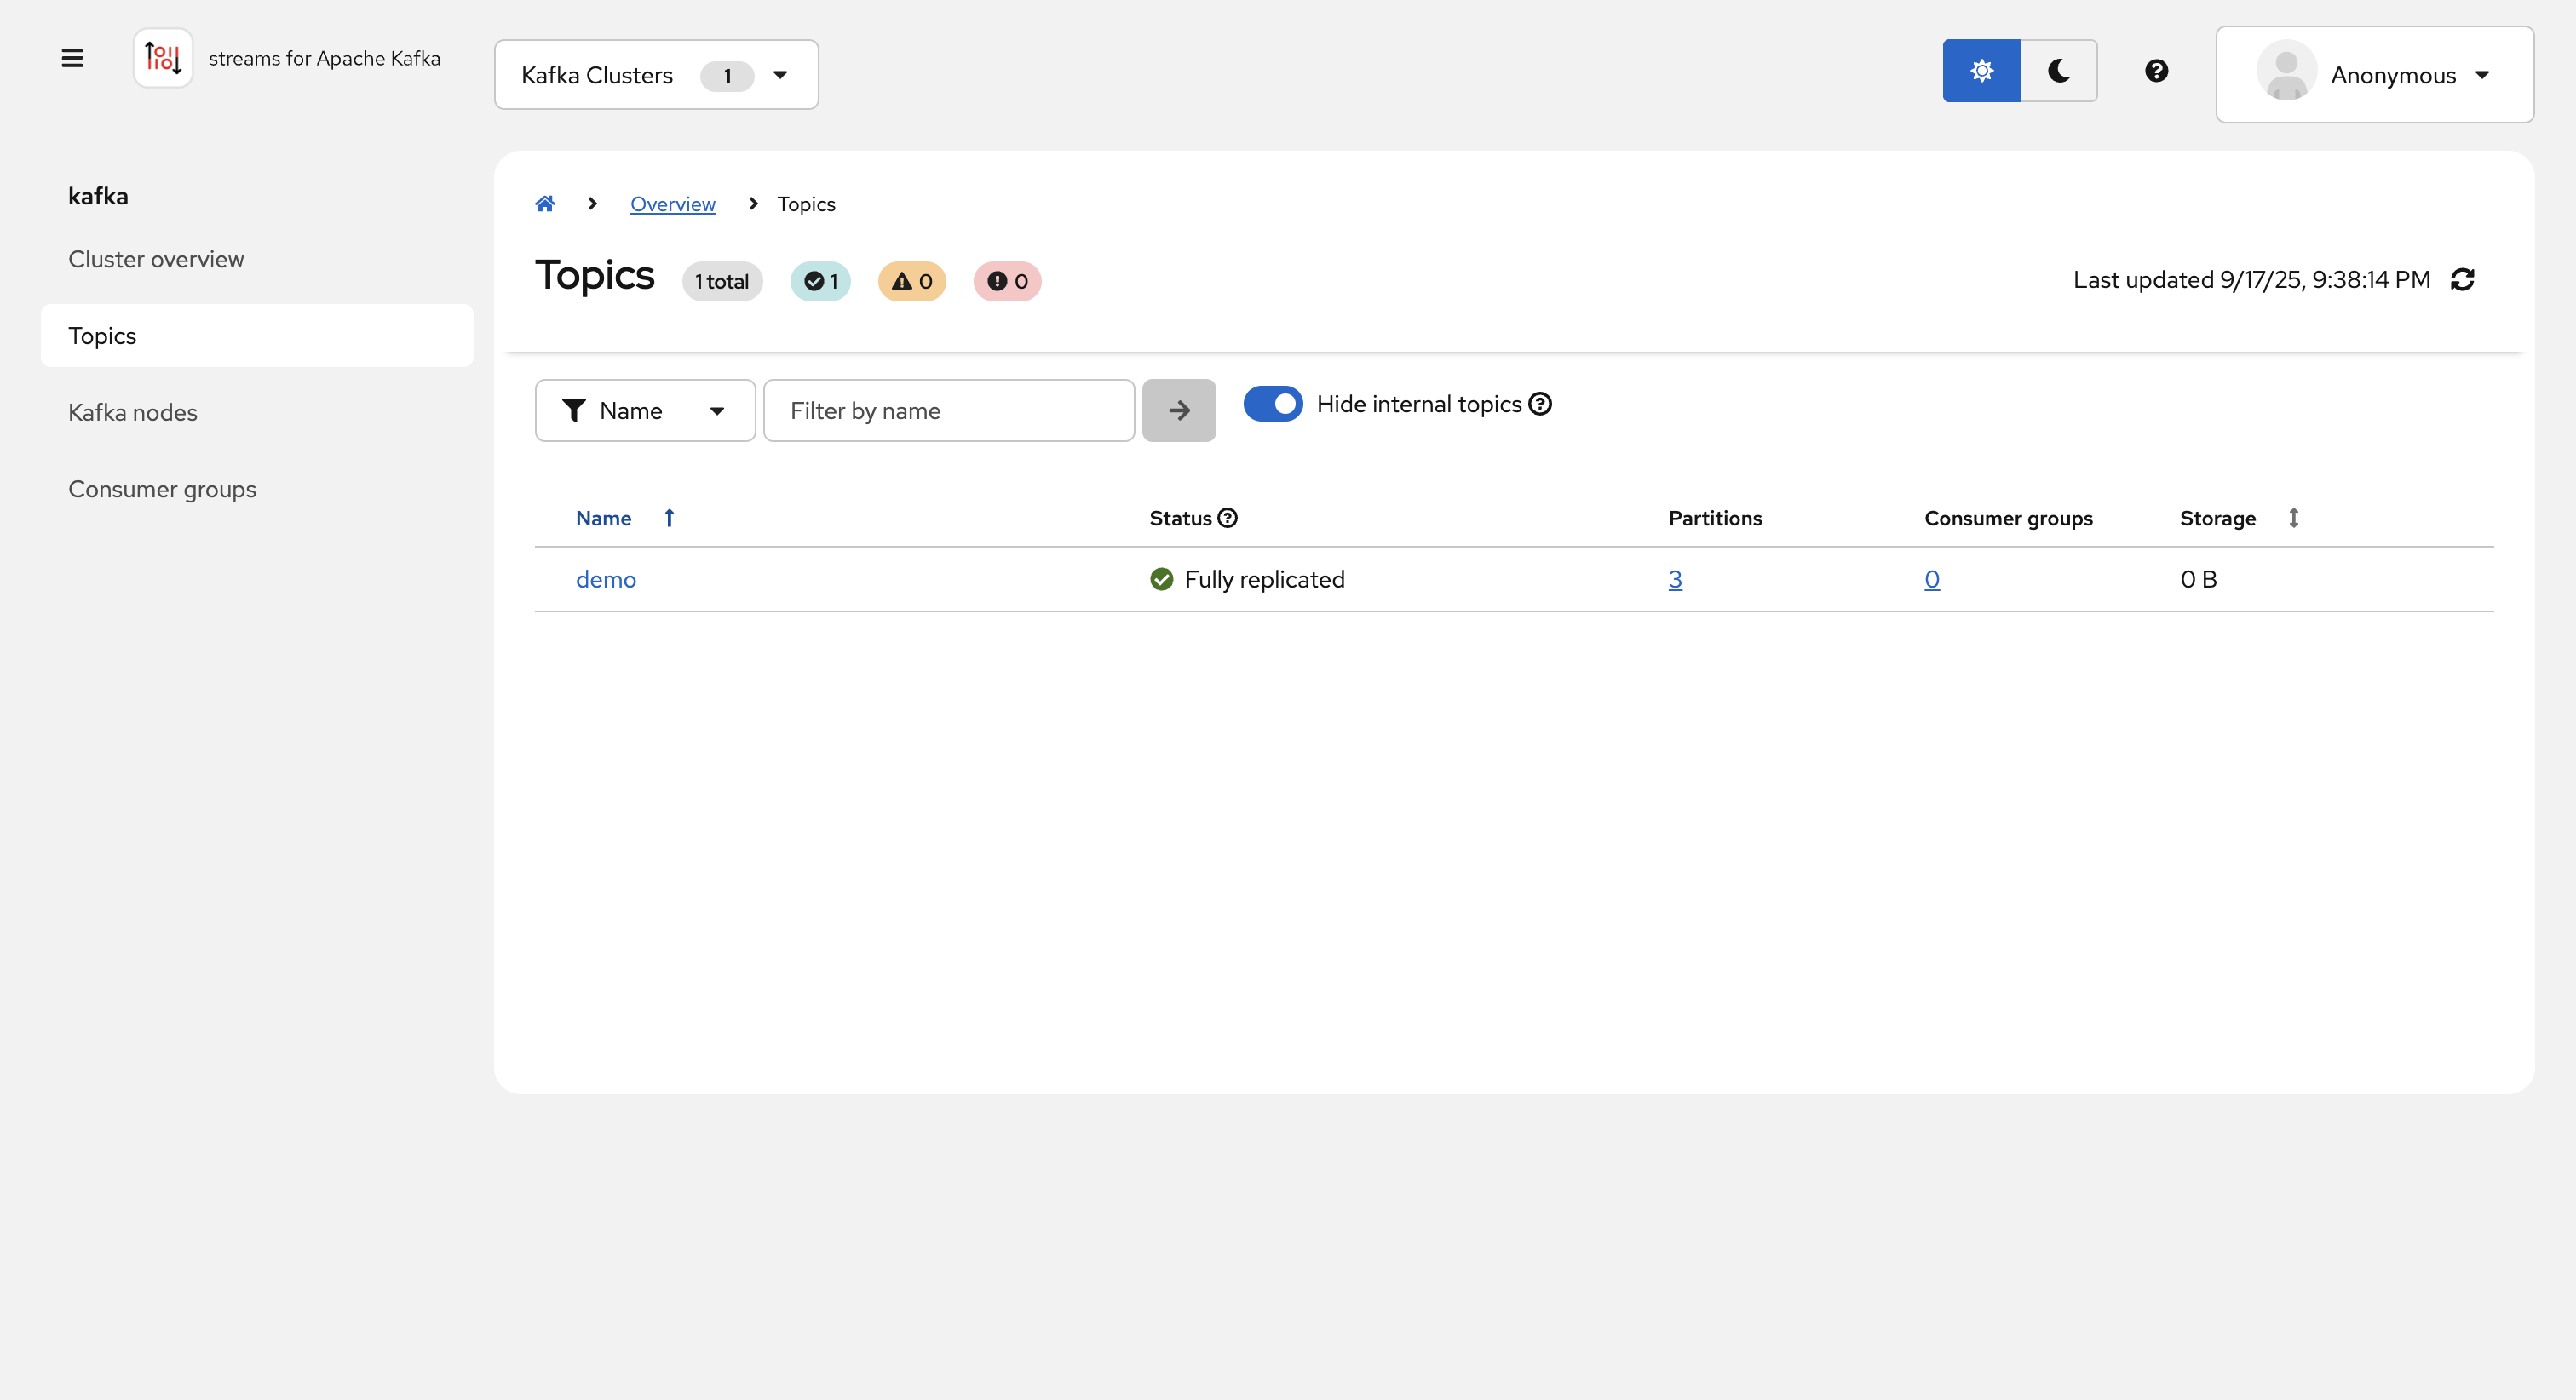 streams for Apache Kafka
Kafka Clusters 1
Anonymous
kafka
Cluster overview
Topics
Kafka nodes
Consumer groups
Overview
Topics
Topics
1 total
1
0
0
Last updated 9/17/25, 9:38:14 PM
Name
Filter by name
Hide internal topics
Name Status Partitions Consumer groups Storage
demo Fully replicated 3 0 0 B